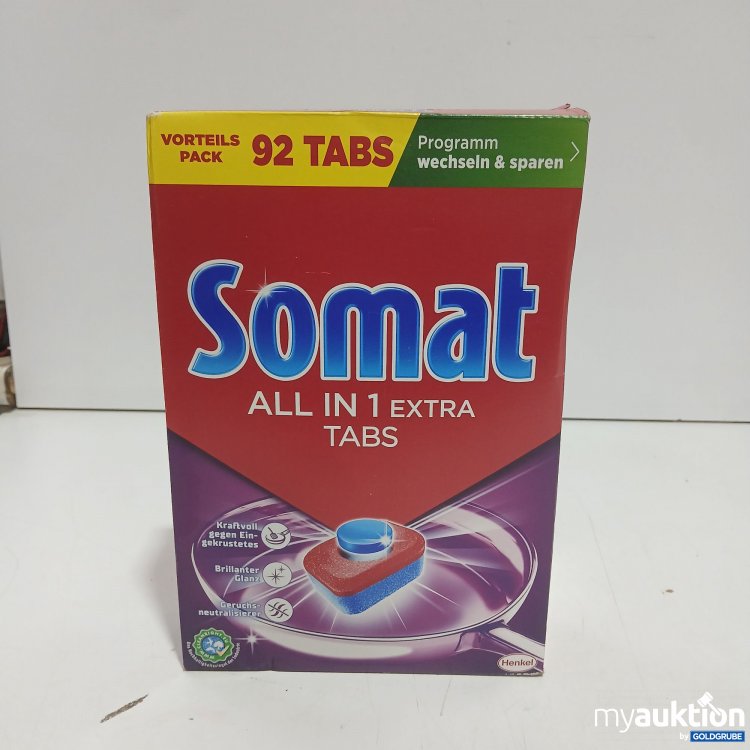 VORTEILS
PACK
92 TABS
Programm
wechseln & sparen
Somat
ALL IN 1 EXTRA
TABS
Kraftvoll
gegen Ein-
gekrustetes
Brillanter
Glanz
Geruchs-
neutralisierer
Henkel
myauktion
by GOLDGRUBE